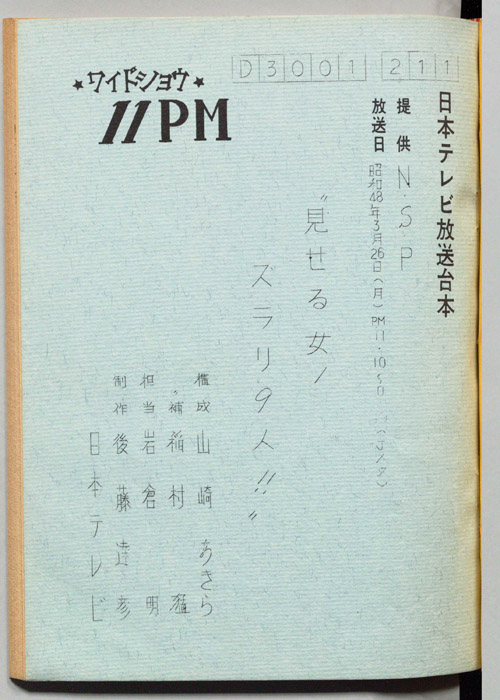 D3001 211
★ワイドショウ★
11PM
日本テレビ放送台本
提供 N.S.P
放送日 昭和48年3月26日(月) PM 11.10〜0
〝見せる女!
ズラリ9人!!〟
構成 山崎 あきら
〃補 稲村
担当 岩倉 明
制作 後藤達彦
日本テレビ